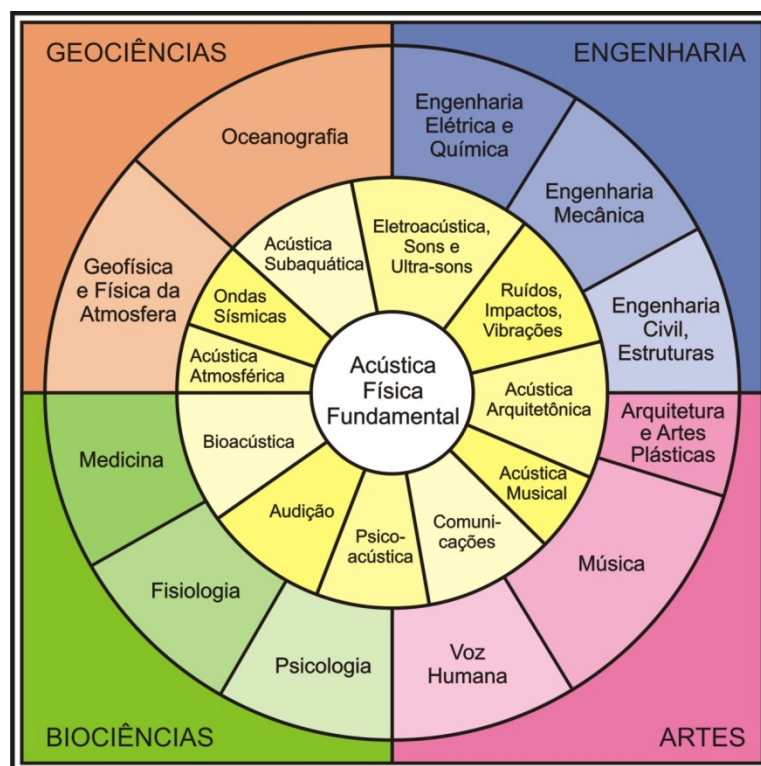 GEOCIÊNCIAS
ENGENHARIA
Oceanografia
Engenharia
Elétrica e
Química
Engenharia
Mecânica
Geofísica
e Física da
Atmosfera
Engenharia
Civil,
Estruturas
Acústica
Subaquática
Eletroacústica,
Sons e
Ultra-sons
Ondas
Sísmicas
Ruídos,
Impactos,
Vibrações
Acústica
Atmosférica
Acústica
Física
Fundamental
Acústica
Arquitetônica
Arquitetura
e Artes
Plásticas
Medicina
Bioacústica
Acústica
Musical
Audição
Psico-
acústica
Comuni-
cações
Música
Fisiologia
Psicologia
Voz
Humana
BIOCIÊNCIAS
ARTES